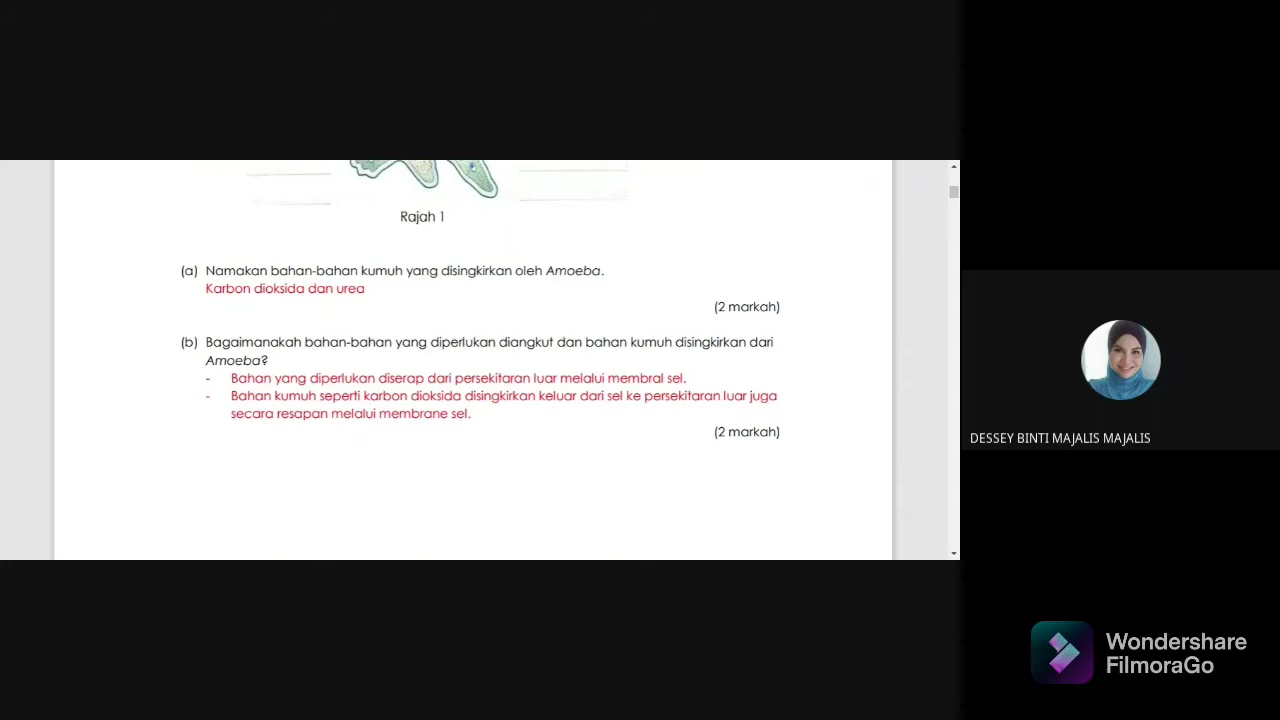 Rajah 1
(a) Namakan bahan-bahan kumuh yang disingkirkan oleh Amoeba.
Karbon dioksida dan urea
(2 markah)
(b) Bagaimanakah bahan-bahan yang diperlukan diangkut dan bahan kumuh disingkirkan dari
Amoeba?
- Bahan yang diperlukan diserap dari persekitaran luar melalui membral sel.
- Bahan kumuh seperti karbon dioksida disingkirkan keluar dari sel ke persekitaran luar juga
secara resapan melalui membrane sel.
(2 markah)
DESSEY BINTI MAJALIS MAJALIS
Wondershare
FilmoraGo